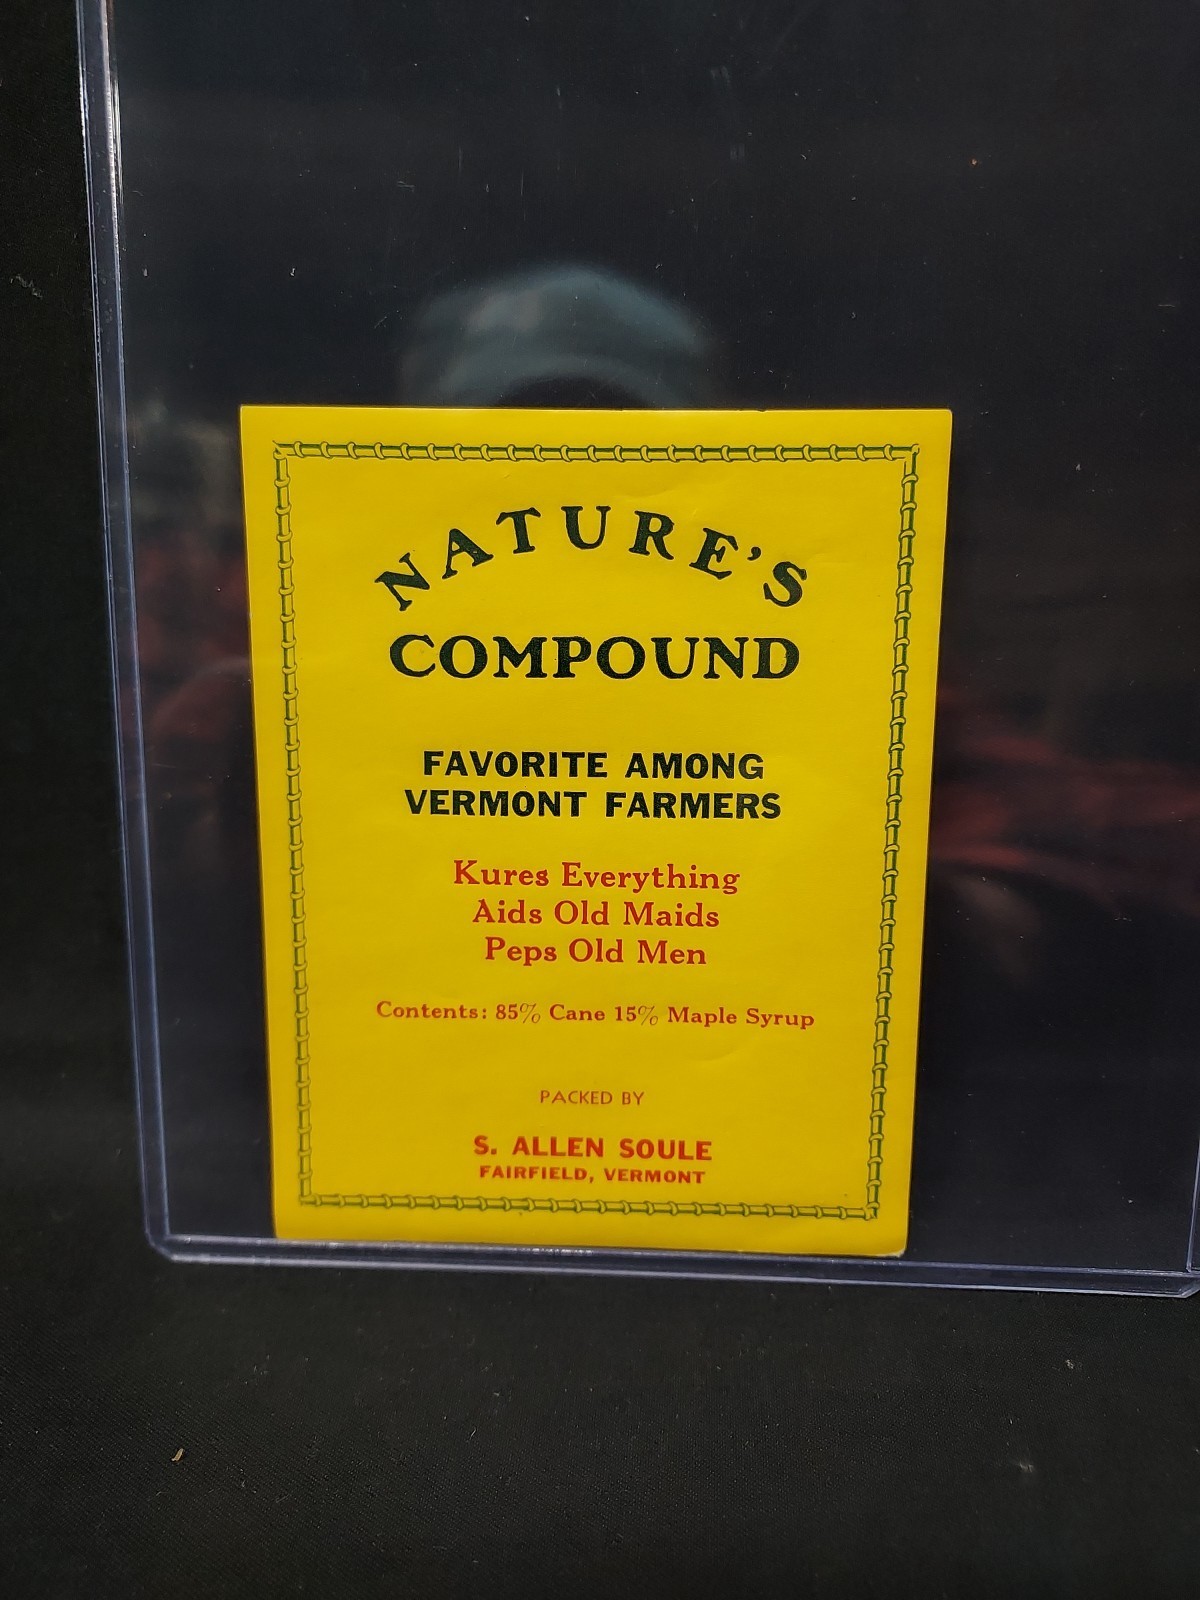 NATURE'S
COMPOUND
FAVORITE AMONG
VERMONT FARMERS
Kures Everything
Aids Old Maids
Peps Old Men
Contents: 85% Cane 15% Maple Syrup
PACKED BY
S. ALLEN SOULE
FAIRFIELD, VERMONT